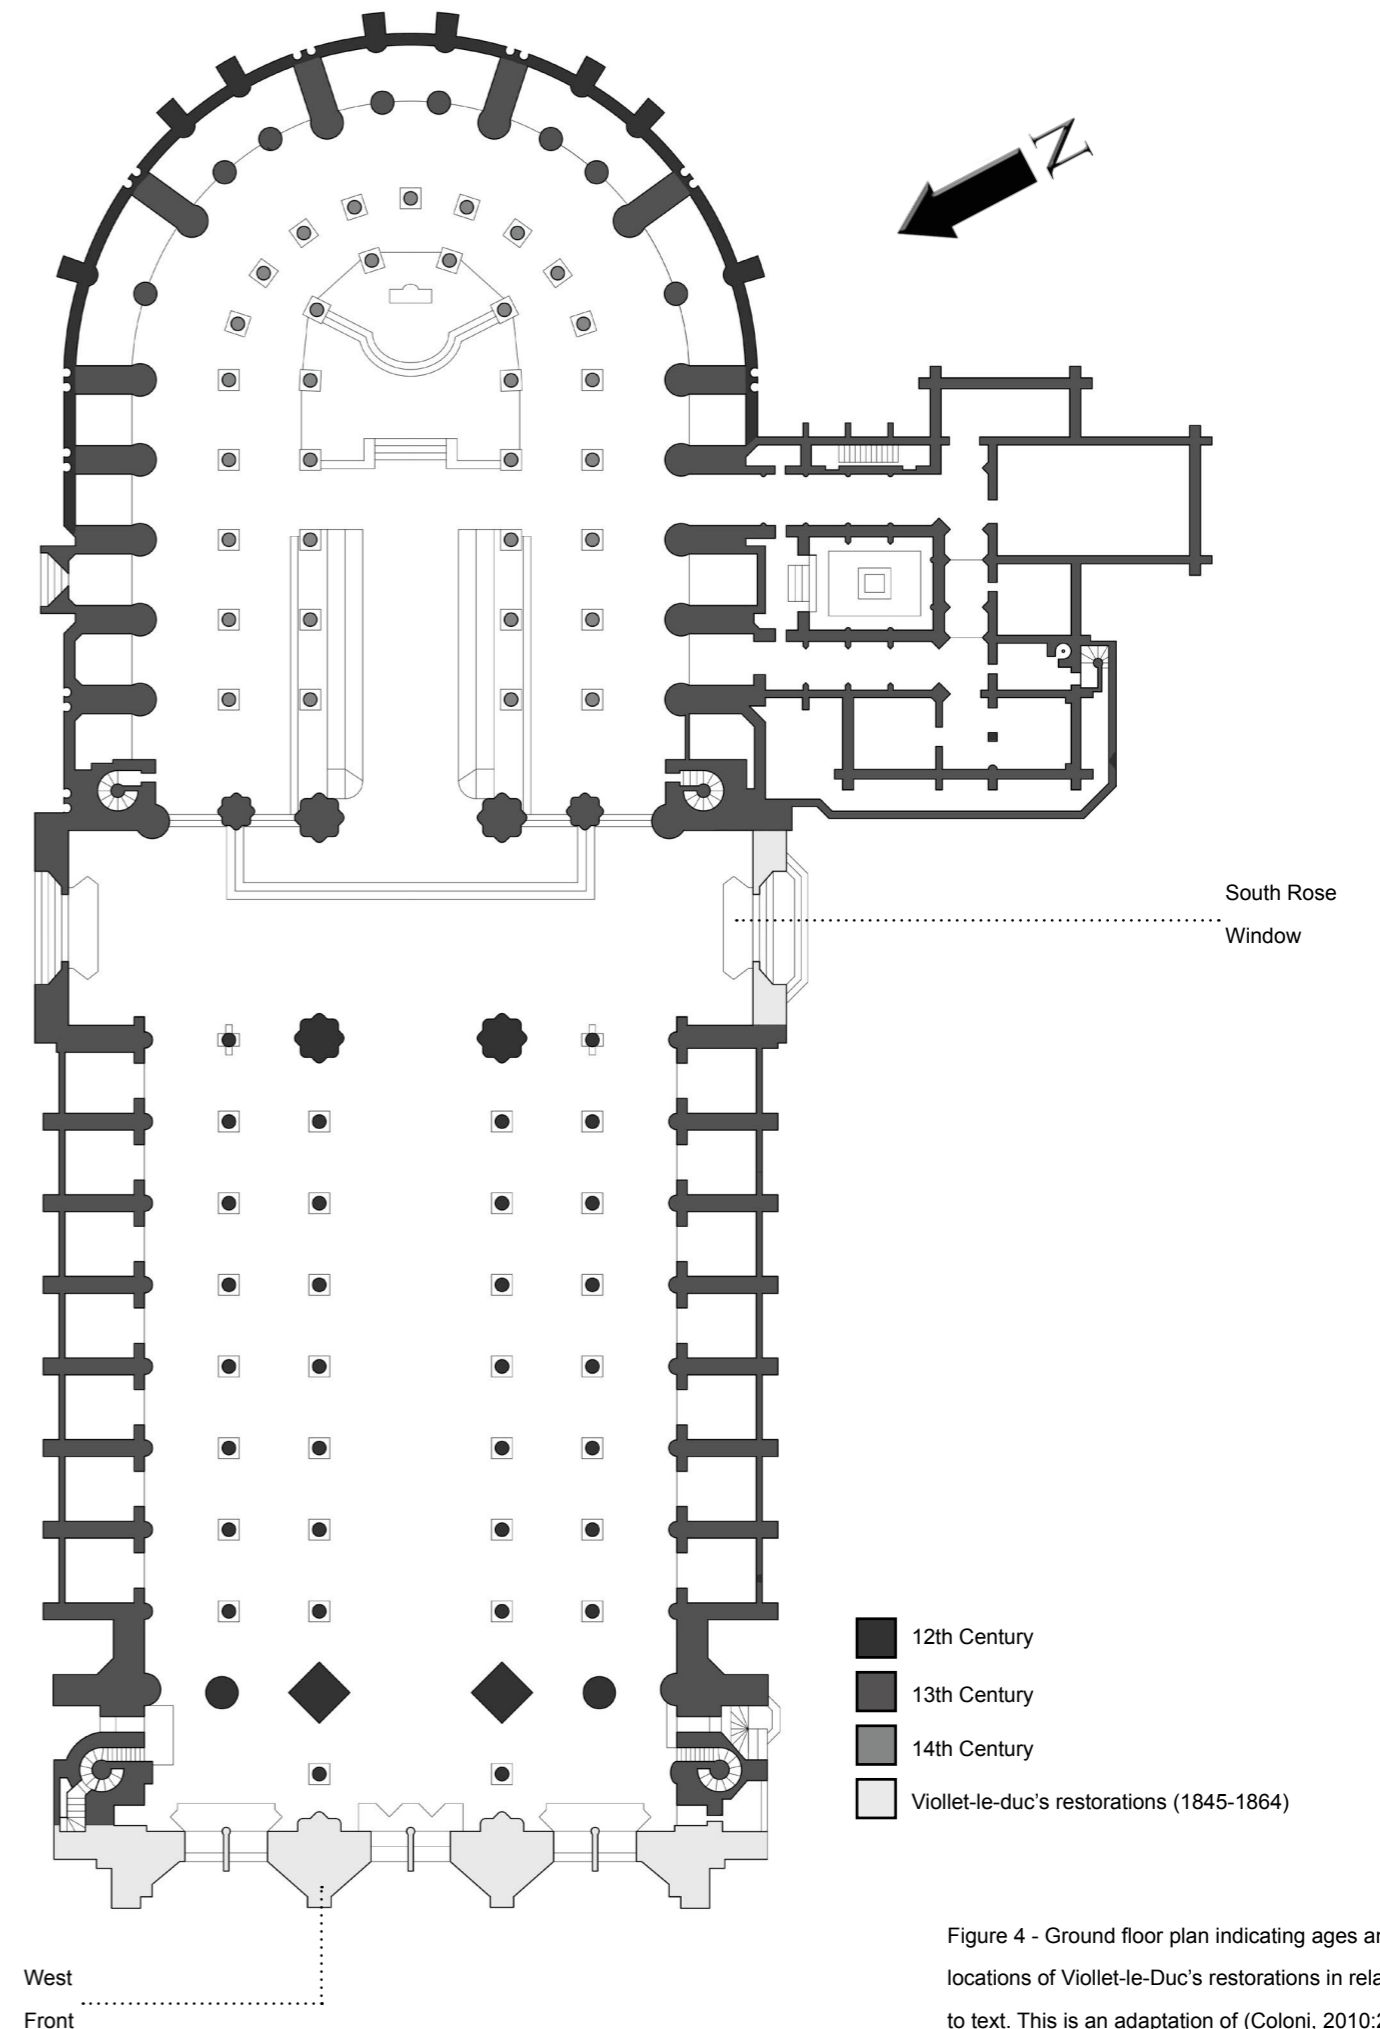 N
South Rose
Window
12th Century
13th Century
14th Century
Viollet-le-duc's restorations (1845-1864)
Figure 4 - Ground floor plan indicating ages
locations of Viollet-le-Duc's restorations in
to text. This is an adaptation of (Coloni, 2010:
West
Front